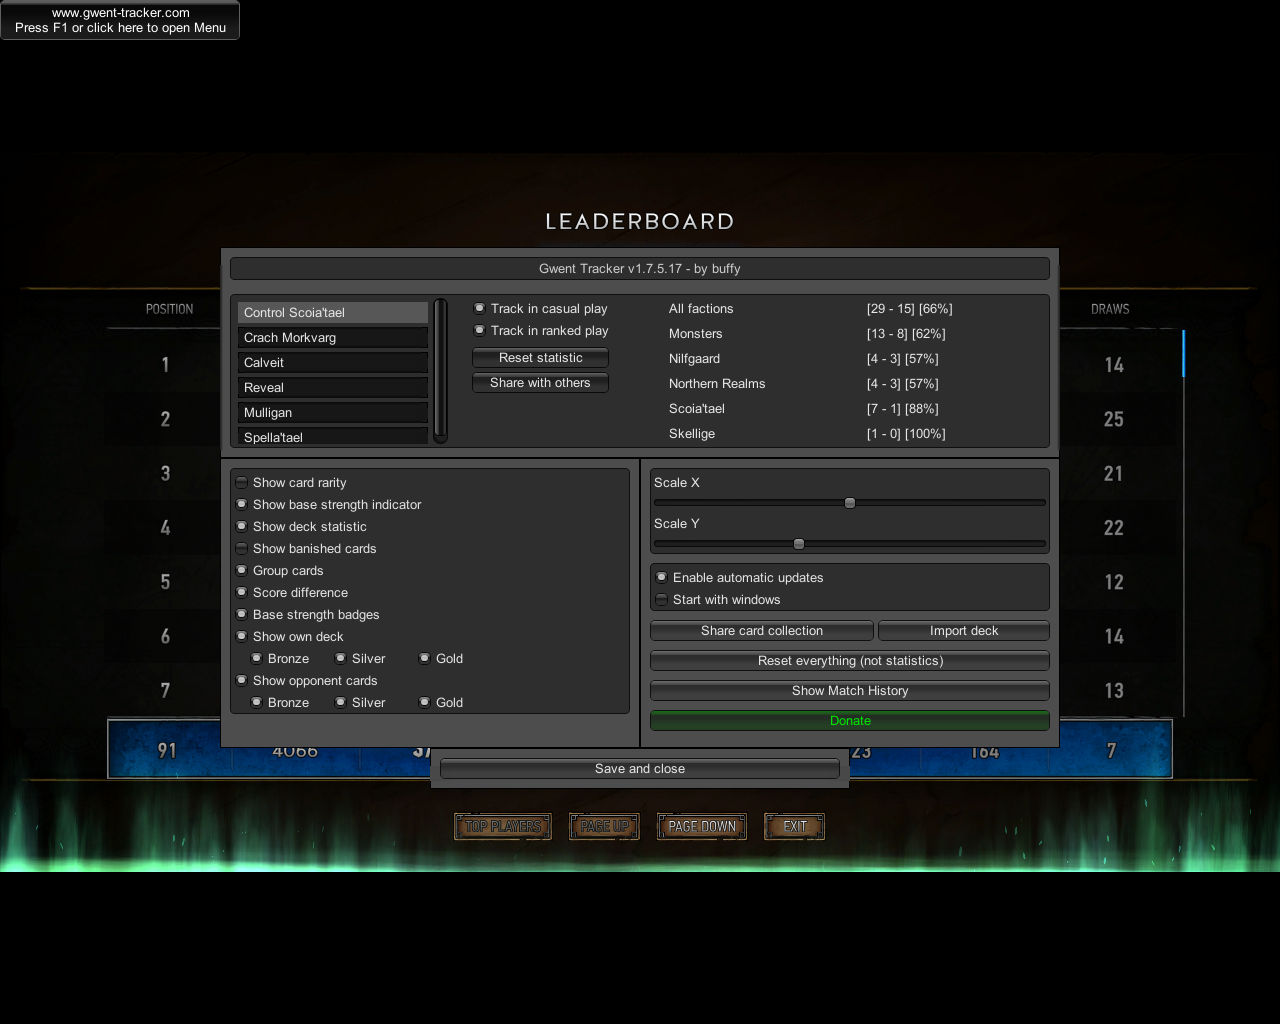 www.gwent-tracker.com
Press F1 or click here to open Menu
LEADERBOARD
Gwent Tracker v1.7.5.17 - by buffy
POSITION
DRAWS
Control Scoia'tael
Crach Morkvarg
Calveit
Reveal
Mulligan
Spella'tael
Track in casual play
Track in ranked play
Reset statistic
Share with others
All factions [29 - 15] [66%]
Monsters [13 - 8] [62%]
Nilfgaard [4 - 3] [57%]
Northern Realms [4 - 3] [57%]
Scoia'tael [7 - 1] [88%]
Skellige [1 - 0] [100%]
1 14
2 25
3 21
4 22
5 12
6 14
7 13
Show card rarity
Show base strength indicator
Show deck statistic
Show banished cards
Group cards
Score difference
Base strength badges
Show own deck
Bronze Silver Gold
Show opponent cards
Bronze Silver Gold
Scale X
Scale Y
Enable automatic updates
Start with windows
Share card collection Import deck
Reset everything (not statistics)
Show Match History
Donate
91 4066 23 164 7
Save and close
TOP PLAYERS PAGE UP PAGE DOWN EXIT